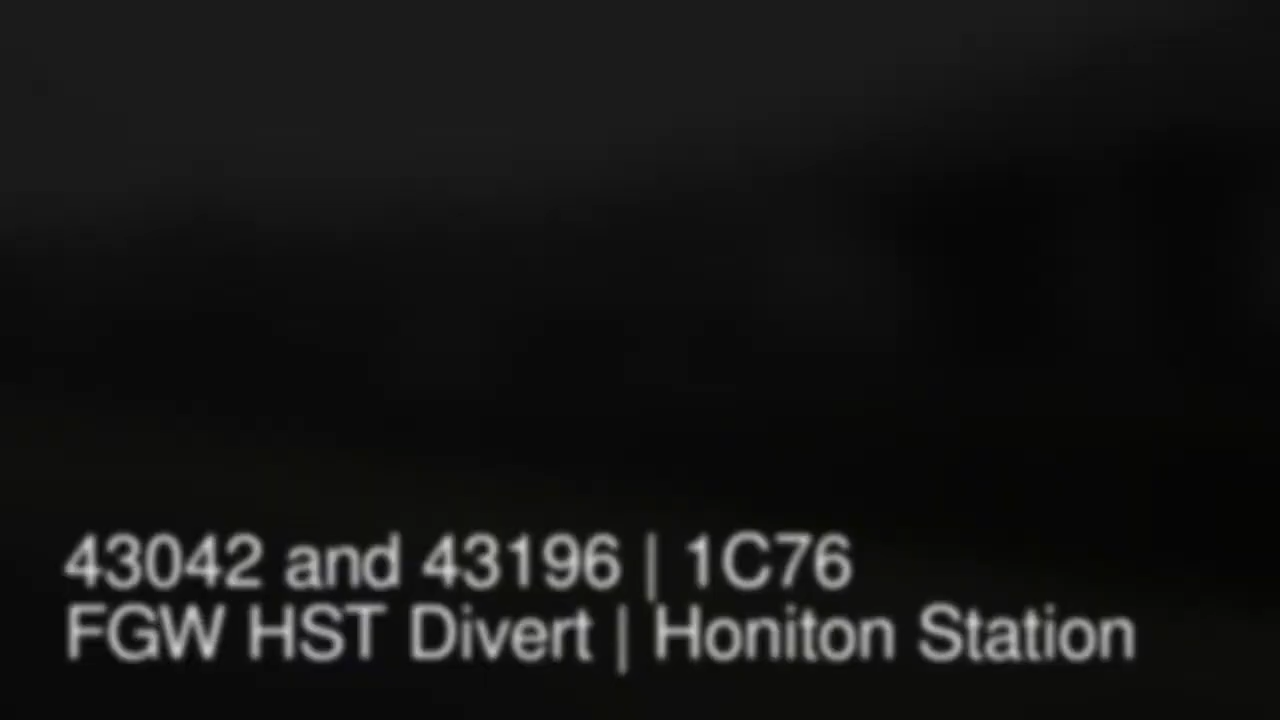 43042 and 43196 | 1C76
FGW HST Divert | Honiton Station